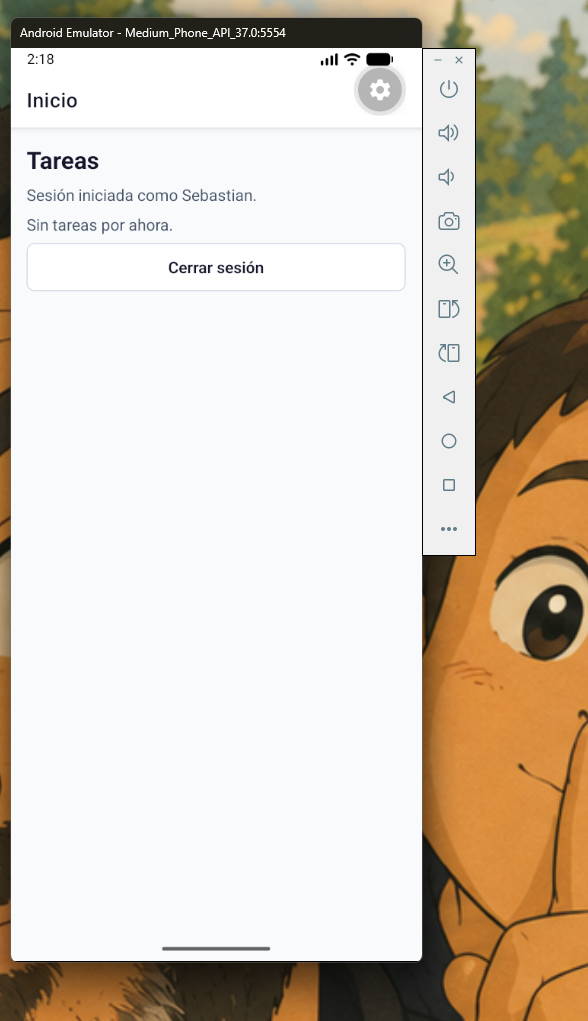 Android Emulator - Medium_Phone_API_37.0:5554
2:18
Inicio
Tareas
Sesión iniciada como Sebastian.
Sin tareas por ahora.
Cerrar sesión